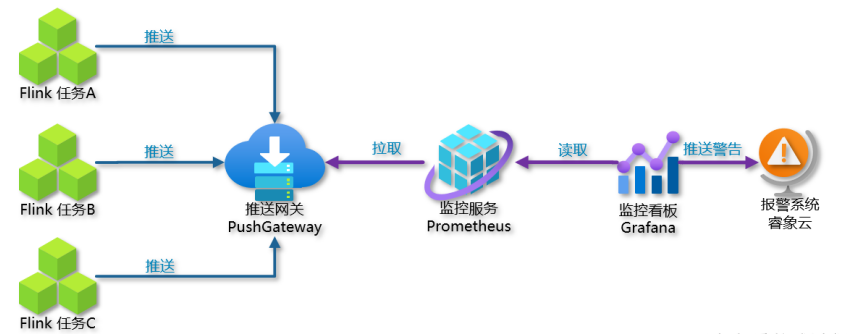 推送
Flink 任务A
推送
Flink 任务B
推送
Flink 任务C
推送网关
PushGateway
拉取
监控服务
Prometheus
读取
监控看板
Grafana
推送警告
报警系统
睿象云